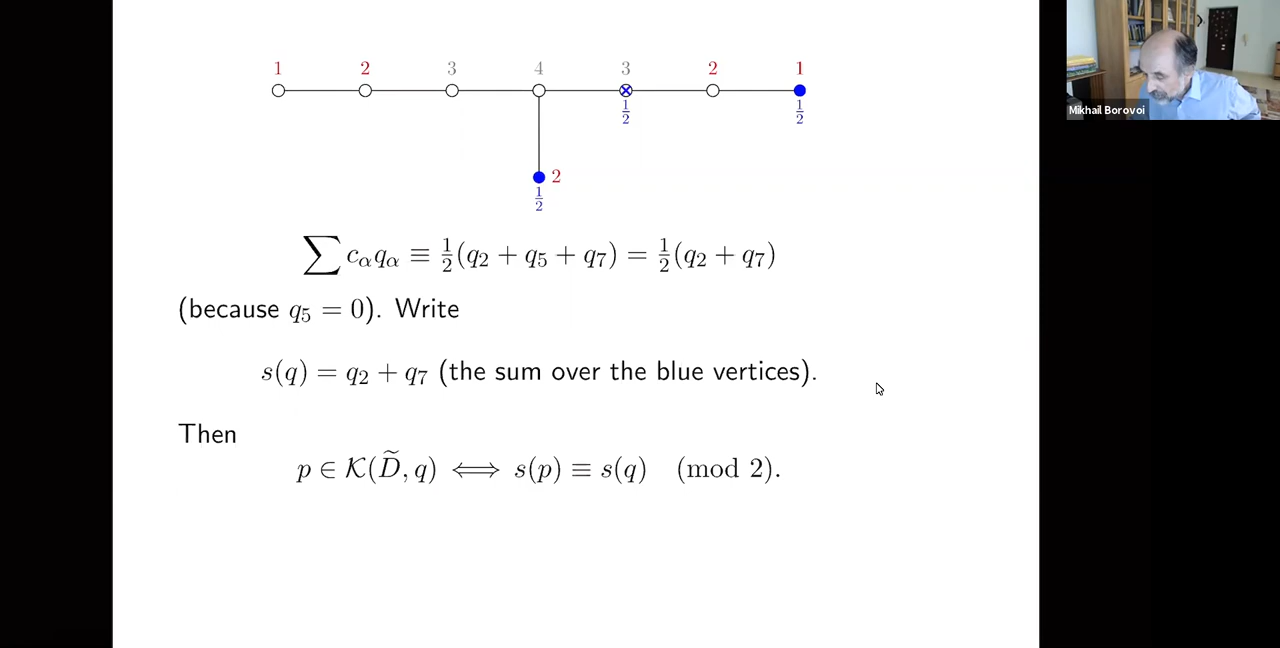 1 2 3 4 3 2 1
1/2 1/2
2
1/2
∑ c_α q_α ≡ ½(q_2 + q_5 + q_7) = ½(q_2 + q_7)
(because q_5 = 0). Write
s(q) = q_2 + q_7 (the sum over the blue vertices).
Then
p ∈ 𝒦(D̃, q) ⟺ s(p) ≡ s(q) (mod 2).
Mikhail Borovoi